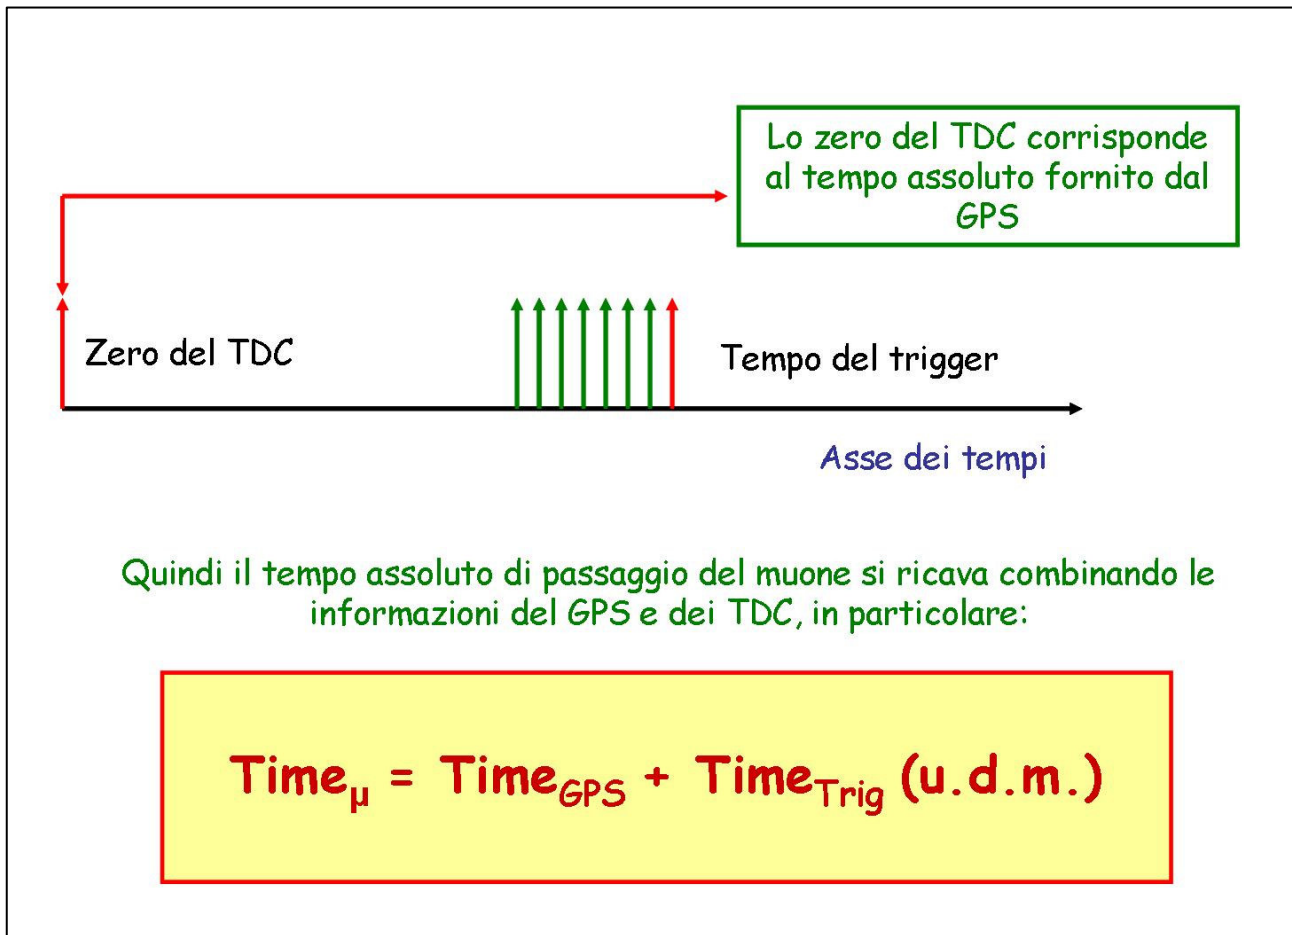 Lo zero del TDC corrisponde
al tempo assoluto fornito dal
GPS
Zero del TDC
Tempo del trigger
Asse dei tempi
Quindi il tempo assoluto di passaggio del muone si ricava combinando le
informazioni del GPS e dei TDC, in particolare:
Timeμ = TimeGPS + TimeTrig (u.d.m.)